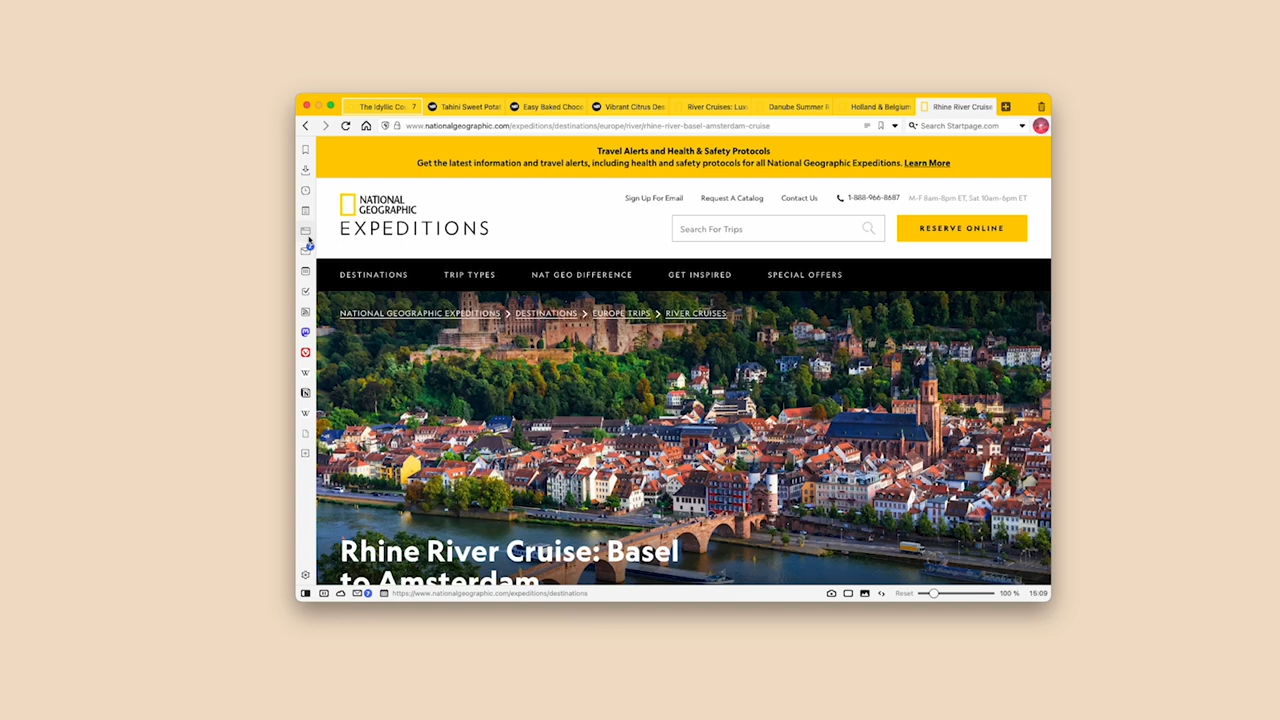 The Idyllic Co 7
Tahini Sweet Potat
Easy Baked Choco
Vibrant Citrus Des
River Cruises: Lux
Danube Summer R
Holland & Belgium
Rhine River Cruise
www.nationalgeographic.com/expeditions/destinations/europe/river/rhine-river-basel-amsterdam-cruise
Search Startpage.com
Travel Alerts and Health & Safety Protocols
Get the latest information and travel alerts, including health and safety protocols for all National Geographic Expeditions. Learn More
NATIONAL
GEOGRAPHIC
EXPEDITIONS
Sign Up For Email
Request A Catalog
Contact Us
1-888-966-8687
M-F 8am-8pm ET, Sat 10am-6pm ET
Search For Trips
RESERVE ONLINE
DESTINATIONS
TRIP TYPES
NAT GEO DIFFERENCE
GET INSPIRED
SPECIAL OFFERS
NATIONAL GEOGRAPHIC EXPEDITIONS > DESTINATIONS > EUROPE TRIPS > RIVER CRUISES
7
W
N
W
Rhine River Cruise: Basel
to Amsterdam
7
https://www.nationalgeographic.com/expeditions/destinations
Reset
100 %
15:09